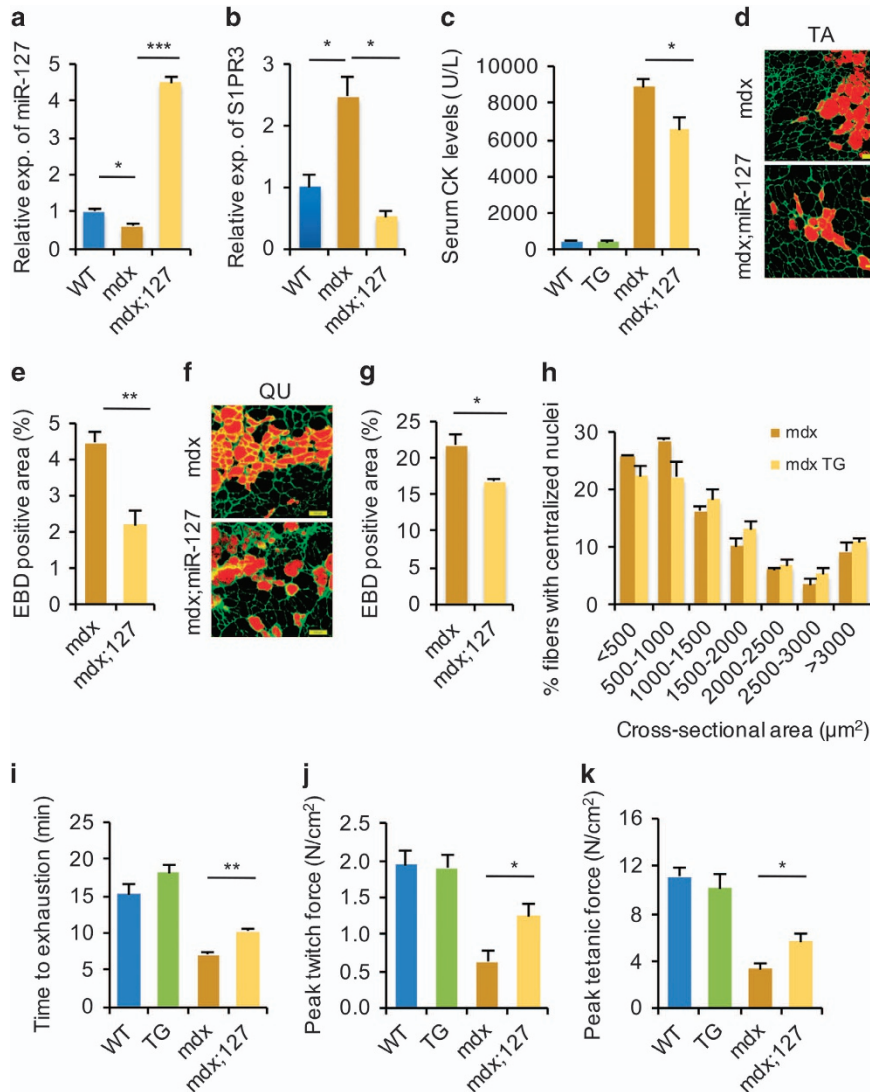 a
Relative exp. of miR-127
5
4
3
2
1
0
*
***
WT
mdx
mdx;127
b
Relative exp. of S1PR3
3
2
1
0
*
*
WT
mdx
mdx;127
c
Serum CK levels (U/L)
10000
8000
6000
4000
2000
0
*
WT
TG
mdx
mdx;127
d
TA
mdx
mdx;miR-127
e
EBD positive area (%)
5
4
3
2
1
0
**
mdx
mdx;127
f
QU
mdx
mdx;miR-127
g
EBD positive area (%)
25
20
15
10
5
0
*
mdx
mdx;127
h
% fibers with centralized nuclei
30
20
10
0
mdx
mdx TG
<500
500-1000
1000-1500
1500-2000
2000-2500
2500-3000
>3000
Cross-sectional area (µm²)
i
Time to exhaustion (min)
25
20
15
10
5
0
**
WT
TG
mdx
mdx;127
j
Peak twitch force (N/cm²)
2.5
2.0
1.5
1.0
0.5
0.0
*
WT
TG
mdx
mdx;127
k
Peak tetanic force (N/cm²)
16
12
8
4
0
*
WT
TG
mdx
mdx;127